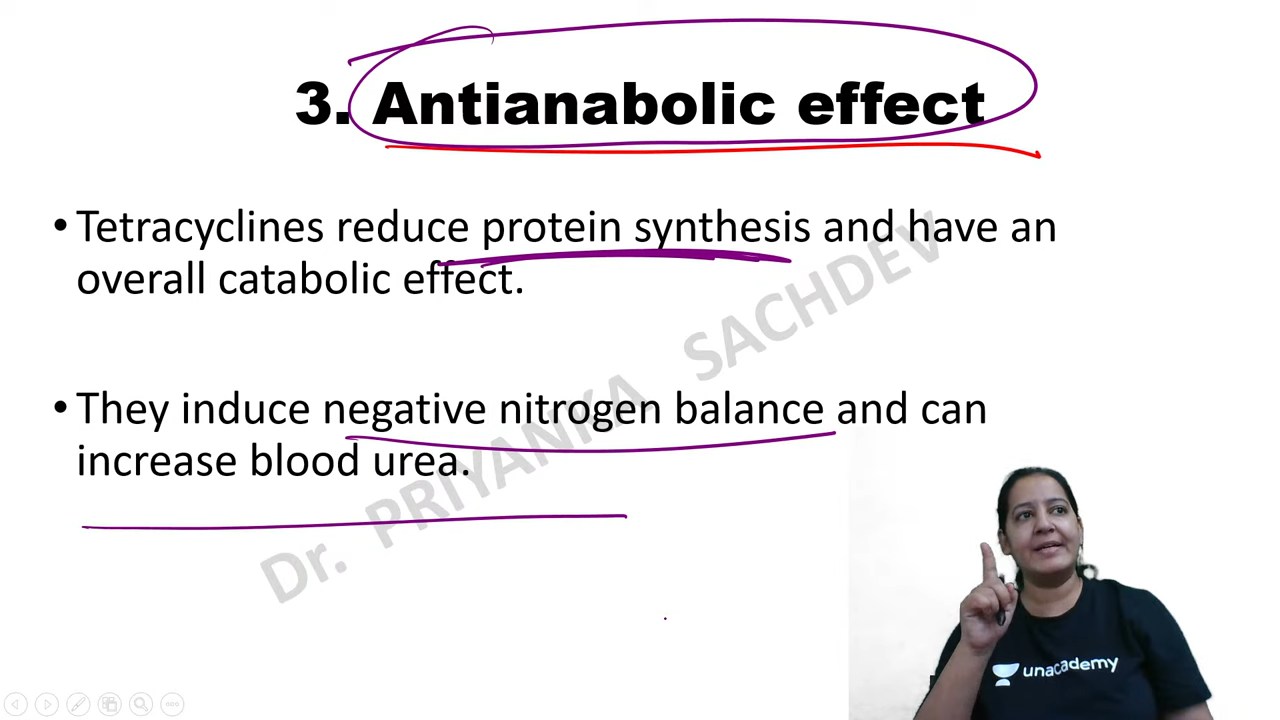 3. Antianabolic effect
• Tetracyclines reduce protein synthesis and have an
overall catabolic effect.
• They induce negative nitrogen balance and can
increase blood urea.
Dr. PRIYANKA SACHDEV
unacademy